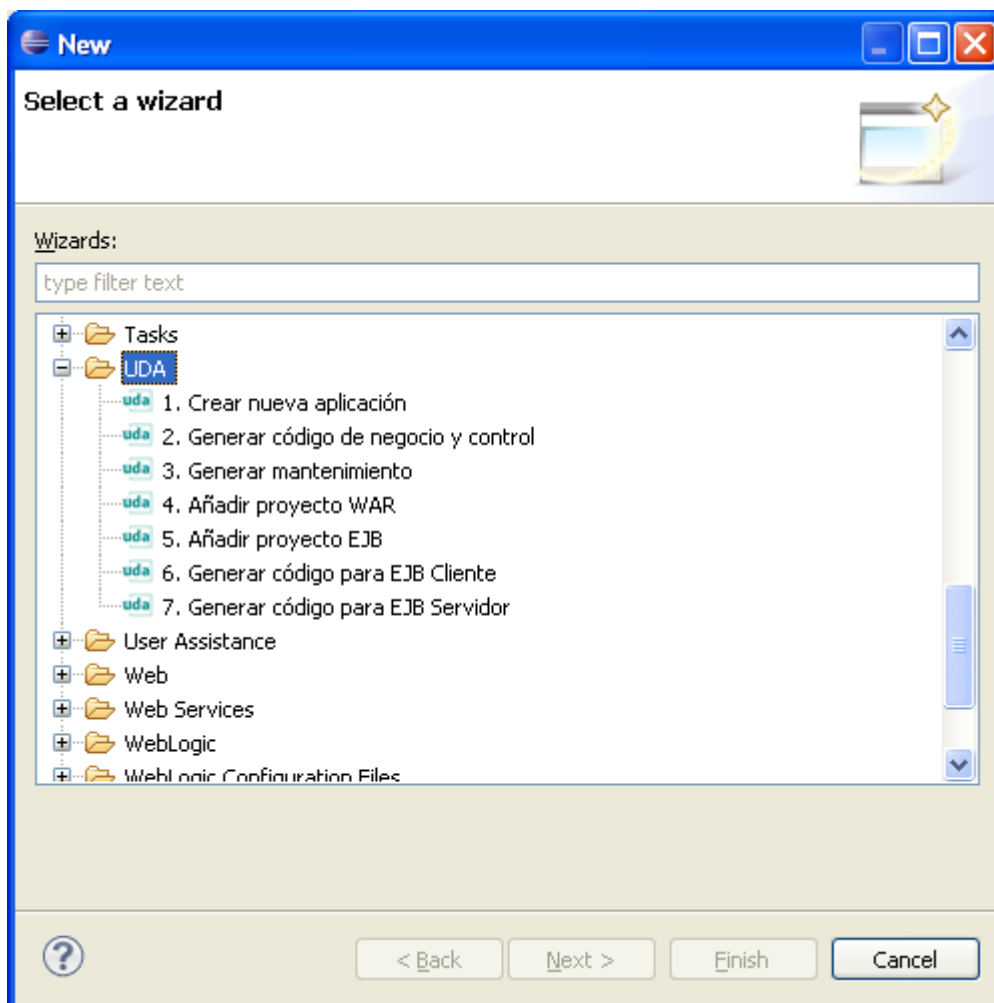 New
Select a wizard
Wizards:
type filter text
Tasks
UDA
uda 1. Crear nueva aplicación
uda 2. Generar código de negocio y control
uda 3. Generar mantenimiento
uda 4. Añadir proyecto WAR
uda 5. Añadir proyecto EJB
uda 6. Generar código para EJB Cliente
uda 7. Generar código para EJB Servidor
User Assistance
Web
Web Services
WebLogic
WebLogic Configuration Files
? < Back Next > Finish Cancel